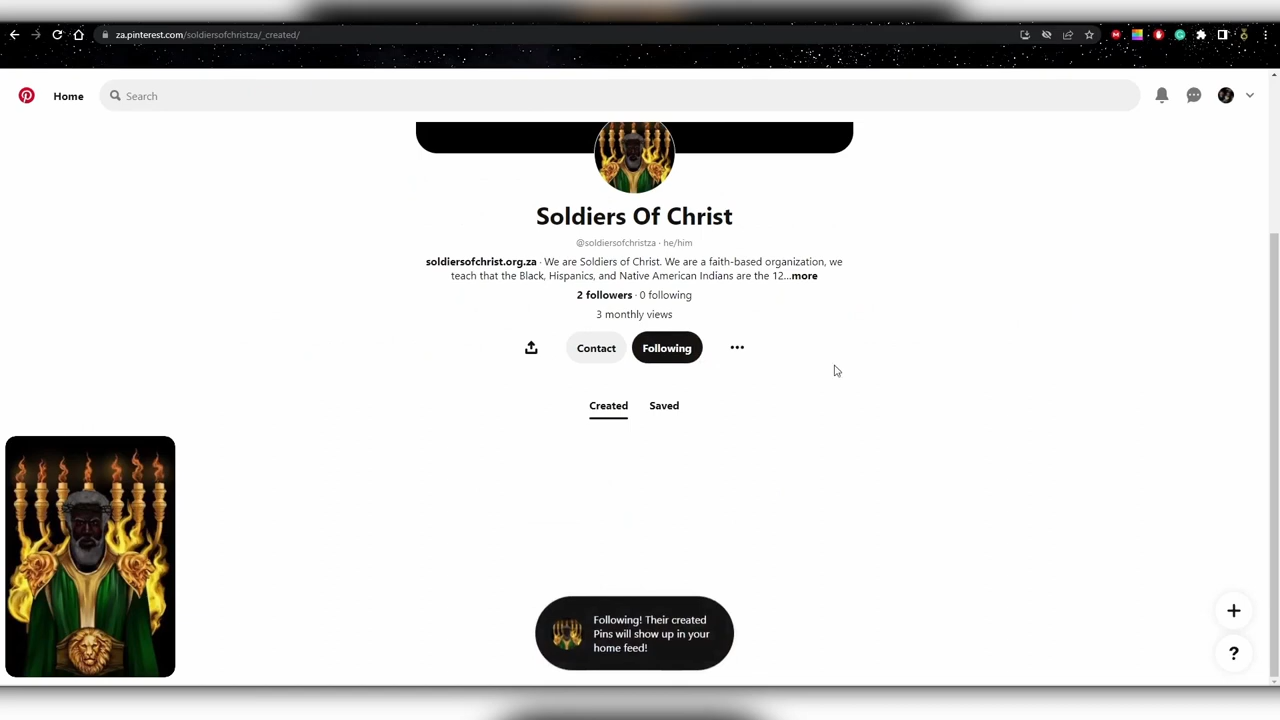 za.pinterest.com/soldiersofchristza/_created/
Home
Search
Soldiers Of Christ
@soldiersofchristza · he/him
soldiersofchrist.org.za · We are Soldiers of Christ. We are a faith-based organization, we
teach that the Black, Hispanics, and Native American Indians are the 12...more
2 followers · 0 following
3 monthly views
Contact
Following
Created
Saved
Following! Their created
Pins will show up in your
home feed!